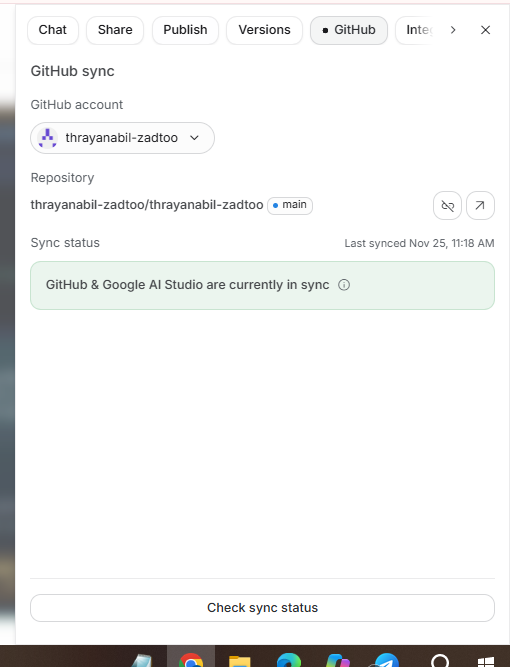 Chat Share Publish Versions GitHub
GitHub sync
GitHub account
thrayanabil-zadtoo
Repository
thrayanabil-zadtoo/thrayanabil-zadtoo main
Sync status Last synced Nov 25, 11:18 AM
GitHub & Google AI Studio are currently in sync
Check sync status